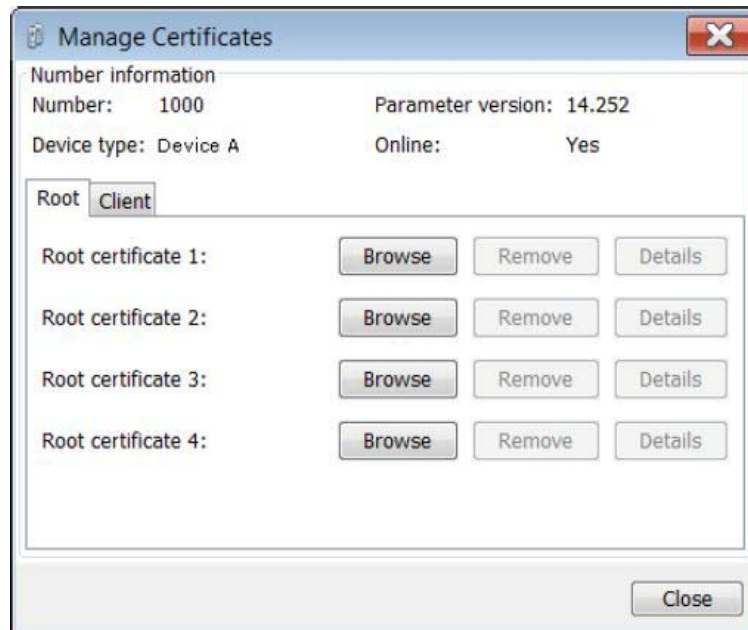 Manage Certificates
Number information
Number: 1000 Parameter version: 14.252
Device type: Device A Online: Yes
Root Client
Root certificate 1: Browse Remove Details
Root certificate 2: Browse Remove Details
Root certificate 3: Browse Remove Details
Root certificate 4: Browse Remove Details
Close